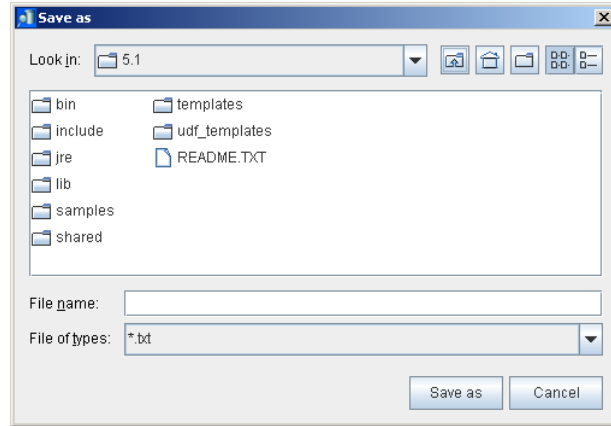 Save as
Look in: 5.1
bin templates
include udf_templates
jre README.TXT
lib
samples
shared
File name:
File of types: *.txt
Save as Cancel